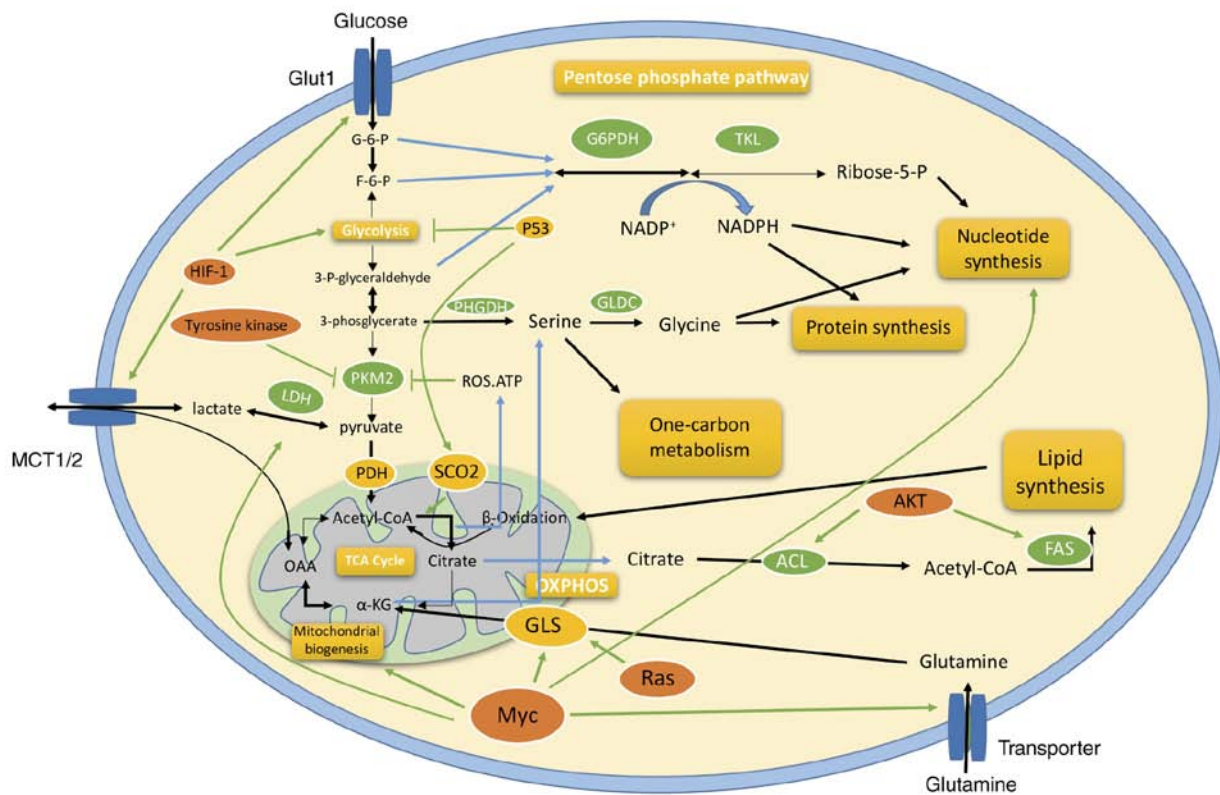 Glucose
Glut1
Pentose phosphate pathway
G-6-P
G6PDH
TKL
F-6-P
Ribose-5-P
Glycolysis
P53
NADP⁺
NADPH
Nucleotide
synthesis
HIF-1
3-P-glyceraldehyde
Tyrosine kinase
3-phosglycerate
PHGDH
Serine
GLDC
Glycine
Protein synthesis
PKM2
ROS.ATP
LDH
lactate
pyruvate
One-carbon
metabolism
MCT1/2
PDH
SCO2
Lipid
synthesis
Acetyl-CoA
β-Oxidation
AKT
OAA
TCA Cycle
Citrate
Citrate
ACL
Acetyl-CoA
FAS
OXPHOS
α-KG
Mitochondrial
biogenesis
GLS
Glutamine
Ras
Myc
Transporter
Glutamine